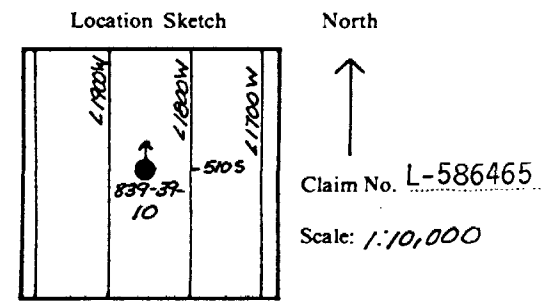 Location Sketch
North
L1900W
L1800W
L1700W
-510S
839-39-
10
Claim No. L-586465
Scale: 1:10,000